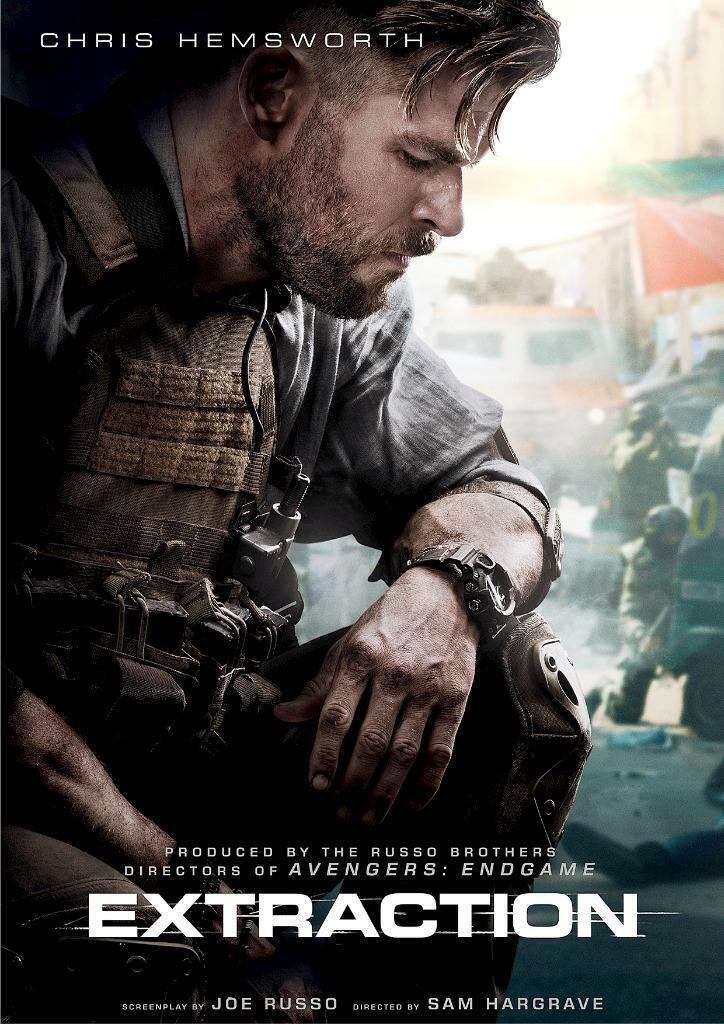 CHRIS HEMSWORTH
PRODUCED BY THE RUSSO BROTHERS
DIRECTORS OF AVENGERS: ENDGAME
EXTRACTION
SCREENPLAY BY JOE RUSSO DIRECTED BY SAM HARGRAVE